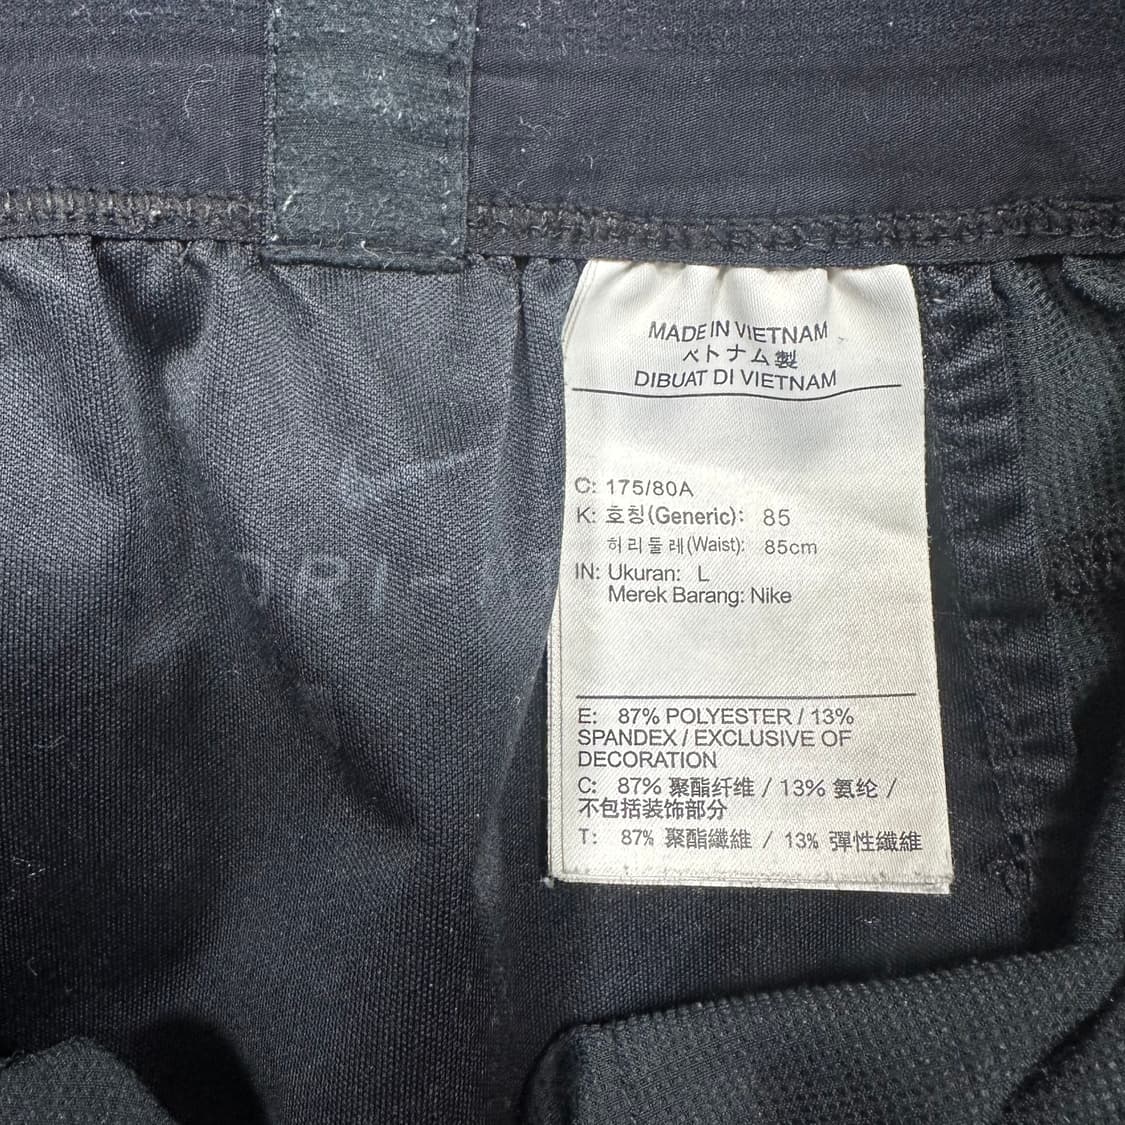 MADE IN VIETNAM
ベトナム製
DIBUAT DI VIETNAM
C: 175/80A
K: 호칭(Generic): 85
허리둘레(Waist): 85cm
IN: Ukuran: L
Merek Barang: Nike
E: 87% POLYESTER / 13%
SPANDEX / EXCLUSIVE OF
DECORATION
C: 87% 聚酯纤维 / 13% 氨纶 /
不包括装饰部分
T: 87% 聚酯纖維 / 13% 彈性纖維